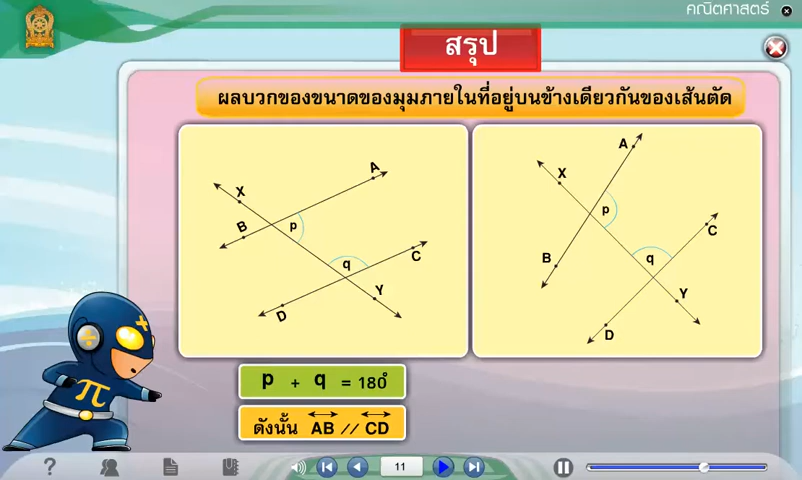 คณิตศาสตร์
สรุป
ผลบวกของขนาดของมุมภายในที่อยู่บนข้างเดียวกันของเส้นตัด
A
X
B
p
q
C
D
Y
A
X
p
B
C
q
Y
D
p + q = 180°
ดังนั้น AB // CD
π
?
11